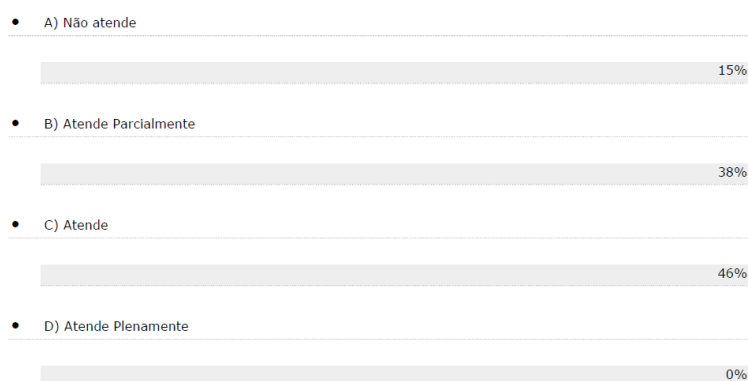 A) Não atende
15%
B) Atende Parcialmente
38%
C) Atende
46%
D) Atende Plenamente
0%